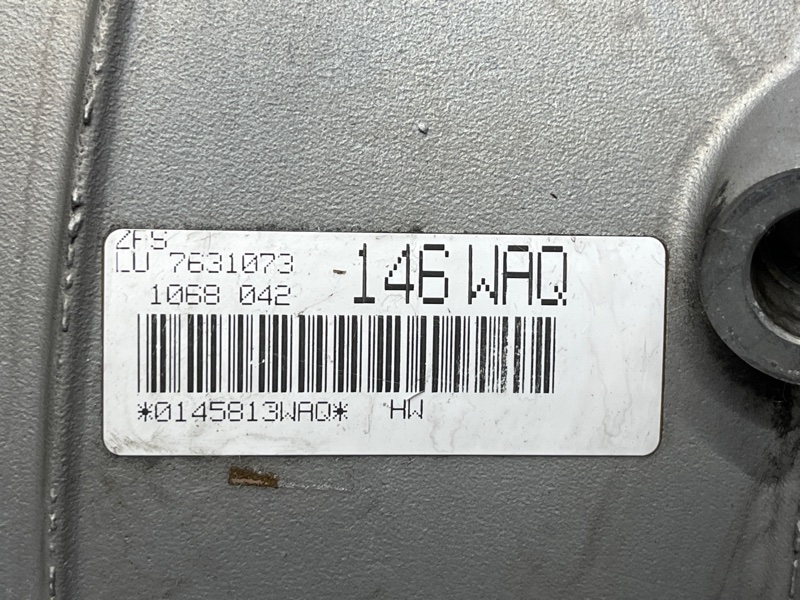 ZFS
LU 7631073 146 WAQ
1068 042
*0145813WAQ* HW